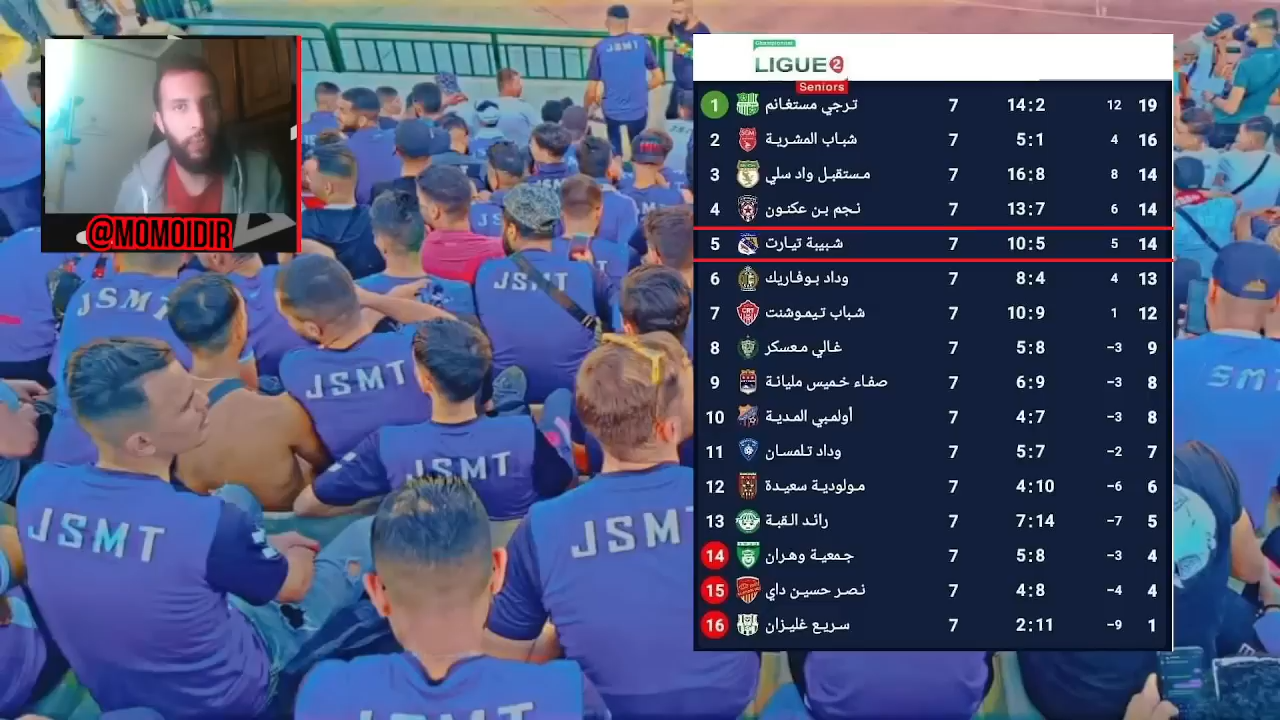 @MOMOIDIR
JSMT
JSMT
JSMT
JSMT
JSMT
JSMT
JSMT
JSMT
Championnat
LIGUE 2
Seniors
1 ترجي مستغانم 7 14:2 12 19
2 شباب المشرية 7 5:1 4 16
3 مستقبل واد سلي 7 16:8 8 14
4 نجم بن عكنون 7 13:7 6 14
5 شبيبة تيارت 7 10:5 5 14
6 وداد بوفاريك 7 8:4 4 13
7 شباب تيموشنت 7 10:9 1 12
8 غالي معسكر 7 5:8 −3 9
9 صفاء خميس مليانة 7 6:9 −3 8
10 أولمبي المدية 7 4:7 −3 8
11 وداد تلمسان 7 5:7 −2 7
12 مولودية سعيدة 7 4:10 −6 6
13 رائد القبة 7 7:14 −7 5
14 جمعية وهران 7 5:8 −3 4
15 نصر حسين داي 7 4:8 −4 4
16 سريع غليزان 7 2:11 −9 1